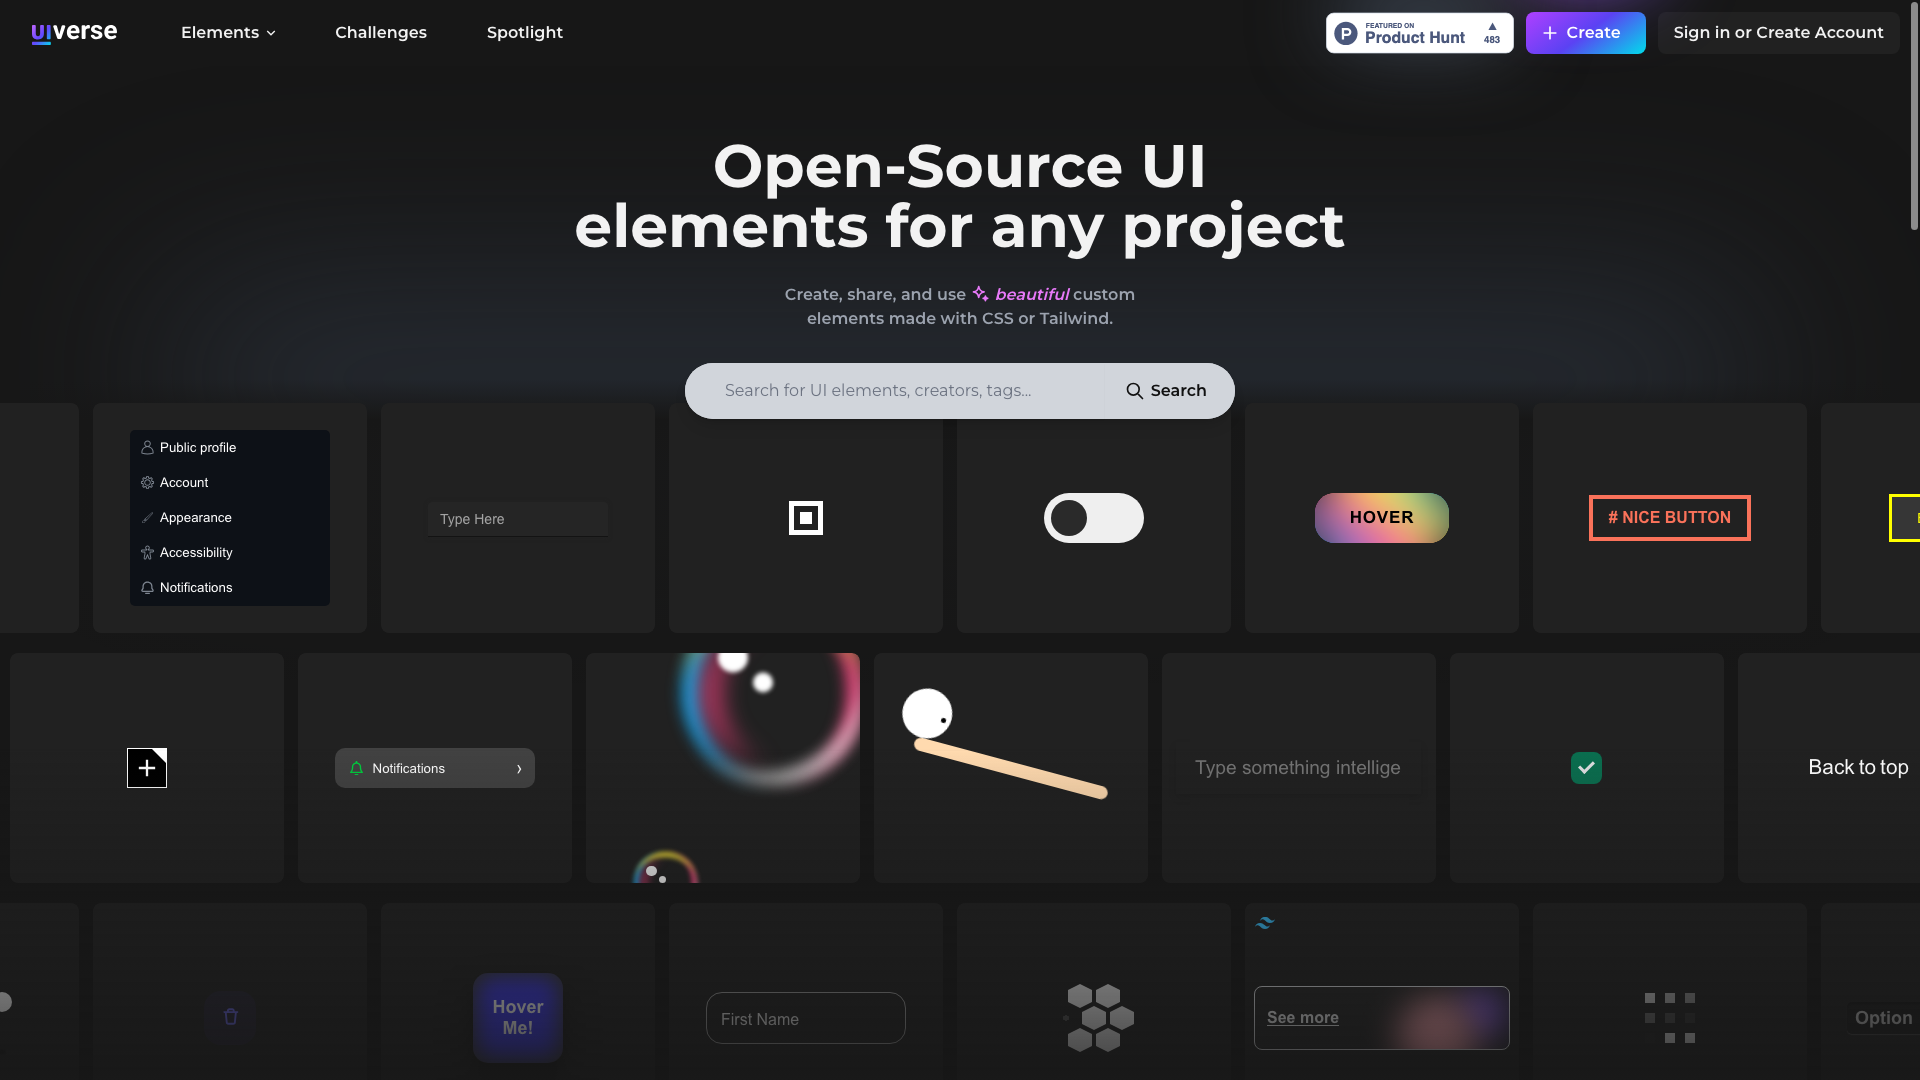 uiverse
Elements
Challenges
Spotlight
FEATURED ON
Product Hunt
483
Create
Sign in or Create Account
Open-Source UI
elements for any project
Create, share, and use beautiful custom
elements made with CSS or Tailwind.
Search for UI elements, creators, tags...
Search
Public profile
Account
Appearance
Accessibility
Notifications
Type Here
HOVER
# NICE BUTTON
Notifications
Type something intellige
Back to top
Hover
Me!
First Name
See more
Option